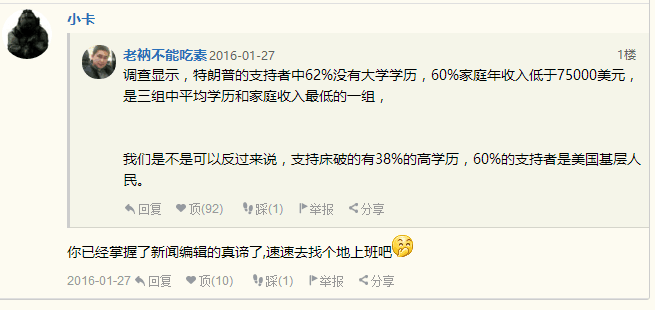 小卡
老衲不能吃素 2016-01-27 1楼
调查显示，特朗普的支持者中62%没有大学学历，60%家庭年收入低于75000美元，
是三组中平均学历和家庭收入最低的一组，
我们是不是可以反过来说，支持床破的有38%的高学历，60%的支持者是美国基层人
民。
回复 顶(92) 踩(1) 举报 分享
你已经掌握了新闻编辑的真谛了,速速去找个地上班吧
2016-01-27 回复 顶(10) 踩(1) 举报 分享